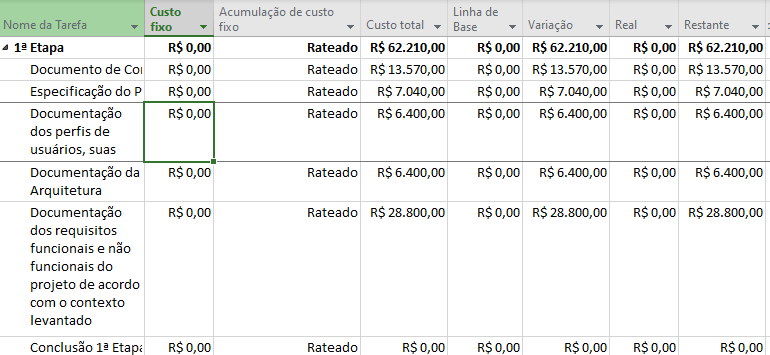 Nome da Tarefa Custo fixo Acumulação de custo fixo Custo total Linha de Base Variação Real Restante
1ª Etapa R$ 0,00 Rateado R$ 62.210,00 R$ 0,00 R$ 62.210,00 R$ 0,00 R$ 62.210,00
Documento de Co R$ 0,00 Rateado R$ 13.570,00 R$ 0,00 R$ 13.570,00 R$ 0,00 R$ 13.570,00
Especificação do P R$ 0,00 Rateado R$ 7.040,00 R$ 0,00 R$ 7.040,00 R$ 0,00 R$ 7.040,00
Documentação R$ 0,00 Rateado R$ 6.400,00 R$ 0,00 R$ 6.400,00 R$ 0,00 R$ 6.400,00
dos perfis de
usuários, suas
Documentação da R$ 0,00 Rateado R$ 6.400,00 R$ 0,00 R$ 6.400,00 R$ 0,00 R$ 6.400,00
Arquitetura
Documentação R$ 0,00 Rateado R$ 28.800,00 R$ 0,00 R$ 28.800,00 R$ 0,00 R$ 28.800,00
dos requisitos
funcionais e não
funcionais do
projeto de acordo
com o contexto
levantado
Conclusão 1ª Etapa R$ 0,00 Rateado R$ 0,00 R$ 0,00 R$ 0,00 R$ 0,00 R$ 0,00